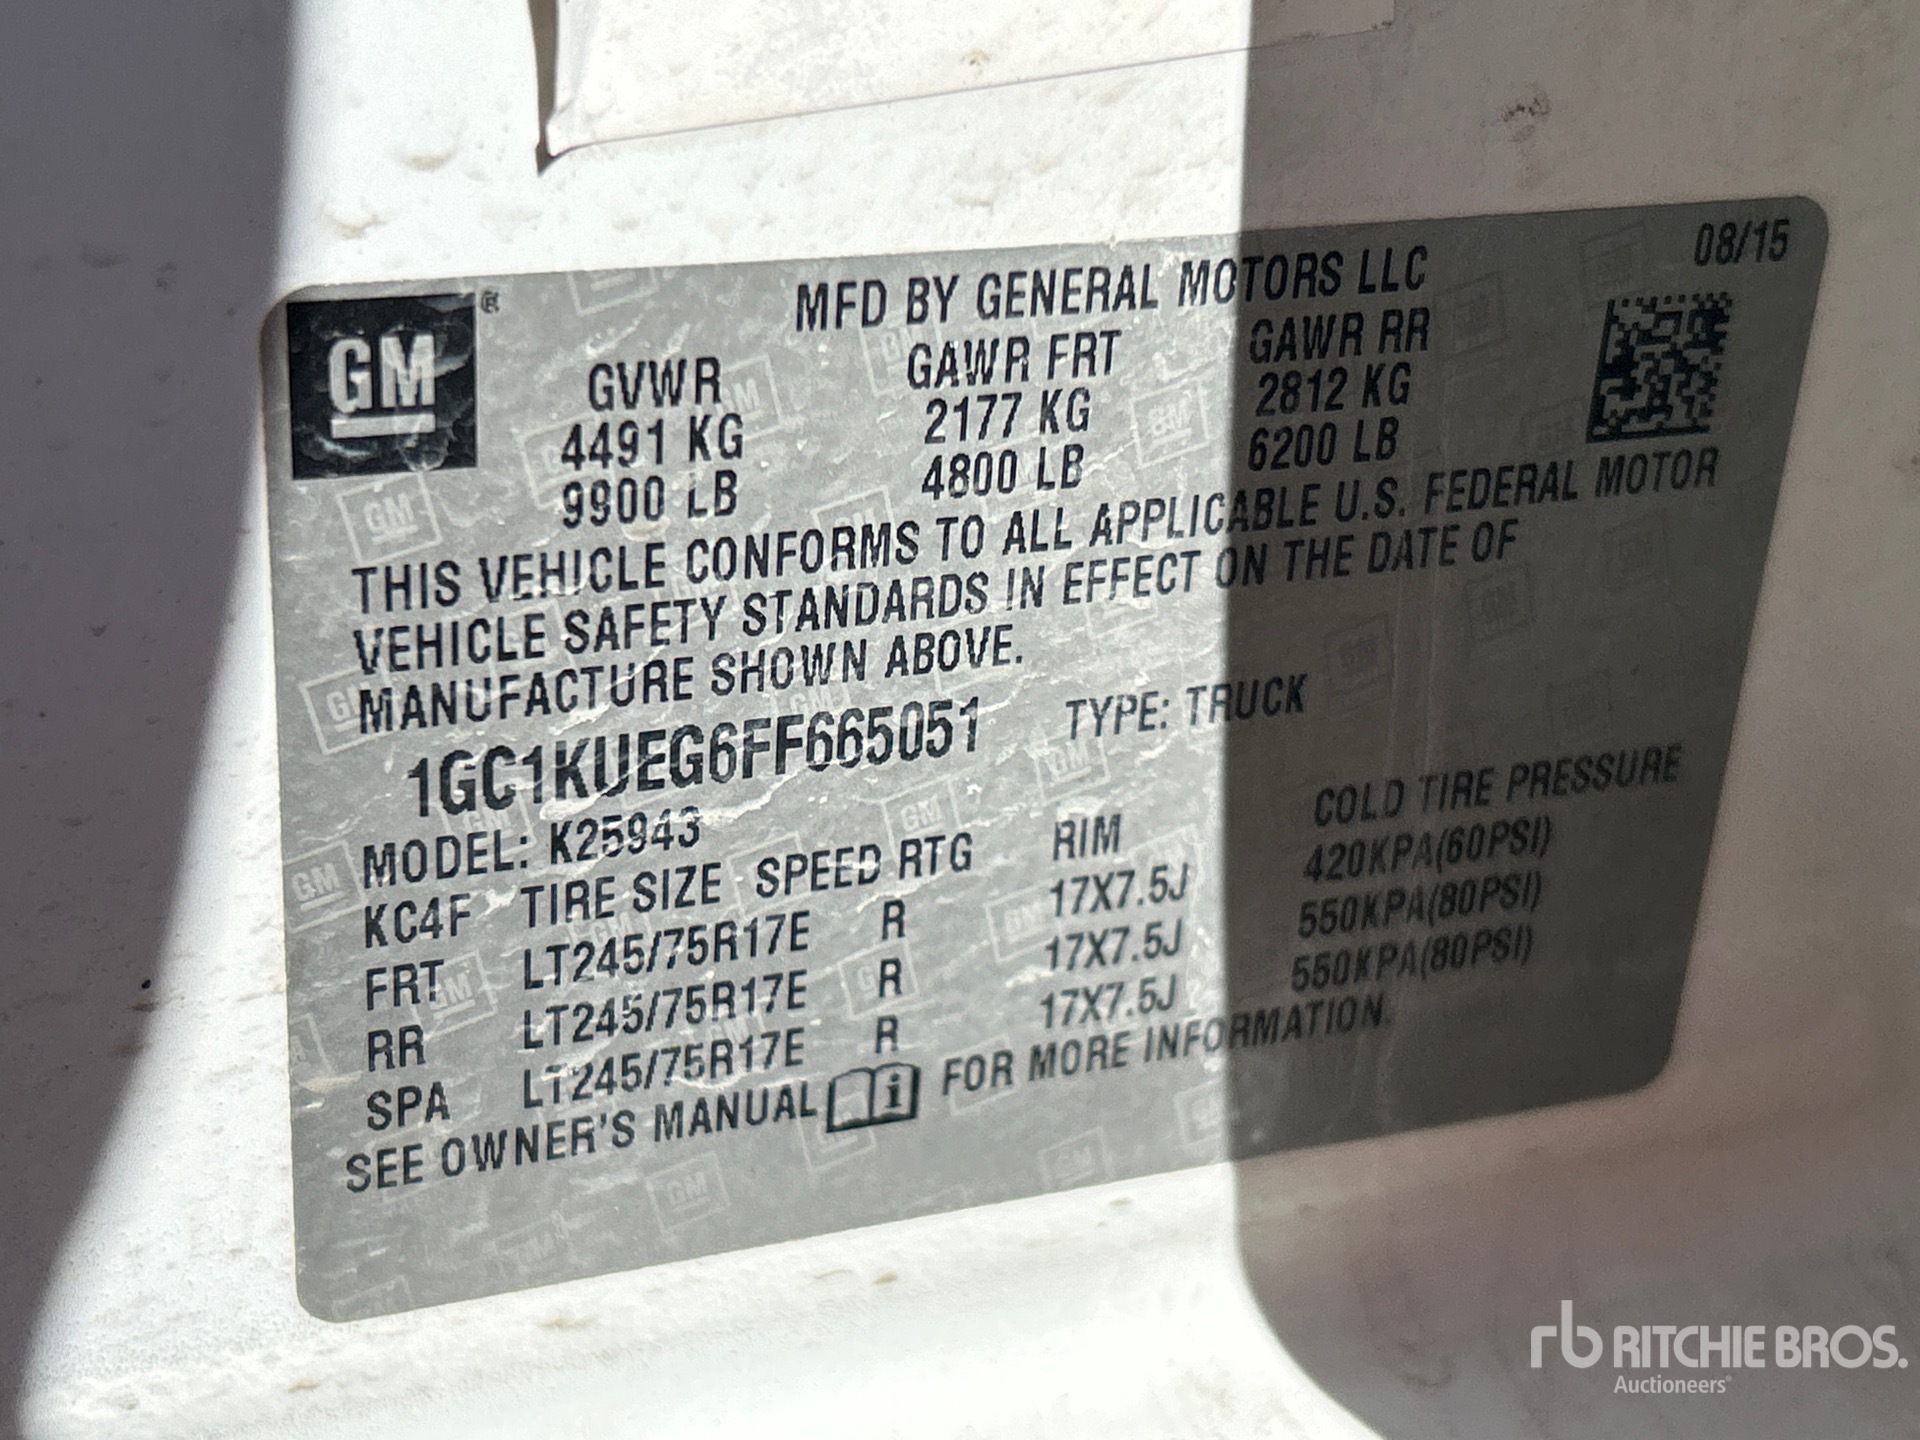 08/15
GM®
MFD BY GENERAL MOTORS LLC
GVWR GAWR FRT GAWR RR
4491 KG 2177 KG 2812 KG
9900 LB 4800 LB 6200 LB
THIS VEHICLE CONFORMS TO ALL APPLICABLE U.S. FEDERAL MOTOR
VEHICLE SAFETY STANDARDS IN EFFECT ON THE DATE OF
MANUFACTURE SHOWN ABOVE.
1GC1KUEG6FF665051 TYPE: TRUCK
MODEL: K25943
KC4F TIRE SIZE SPEED RTG RIM COLD TIRE PRESSURE
FRT LT245/75R17E R 17X7.5J 420KPA(60PSI)
RR LT245/75R17E R 17X7.5J 550KPA(80PSI)
SPA LT245/75R17E R 17X7.5J 550KPA(80PSI)
SEE OWNER'S MANUAL FOR MORE INFORMATION.
rb RITCHIE BROS.
Auctioneers